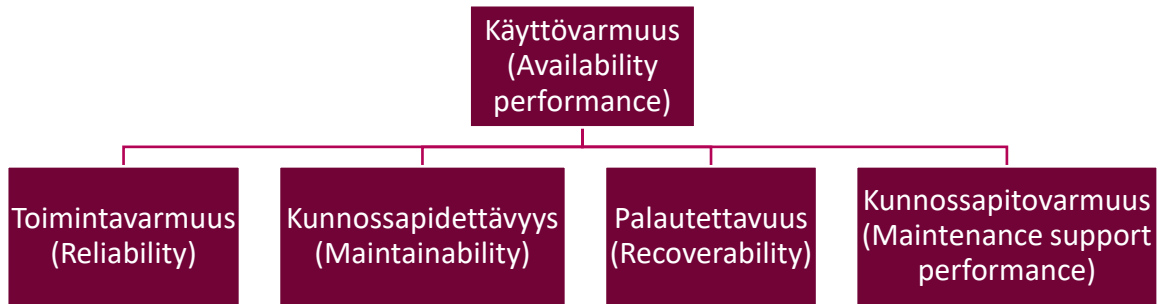 Käyttövarmuus
(Availability
performance)
Toimintavarmuus
(Reliability)
Kunnossapidettävyys
(Maintainability)
Palautettavuus
(Recoverability)
Kunnossapitovarmuus
(Maintenance support
performance)